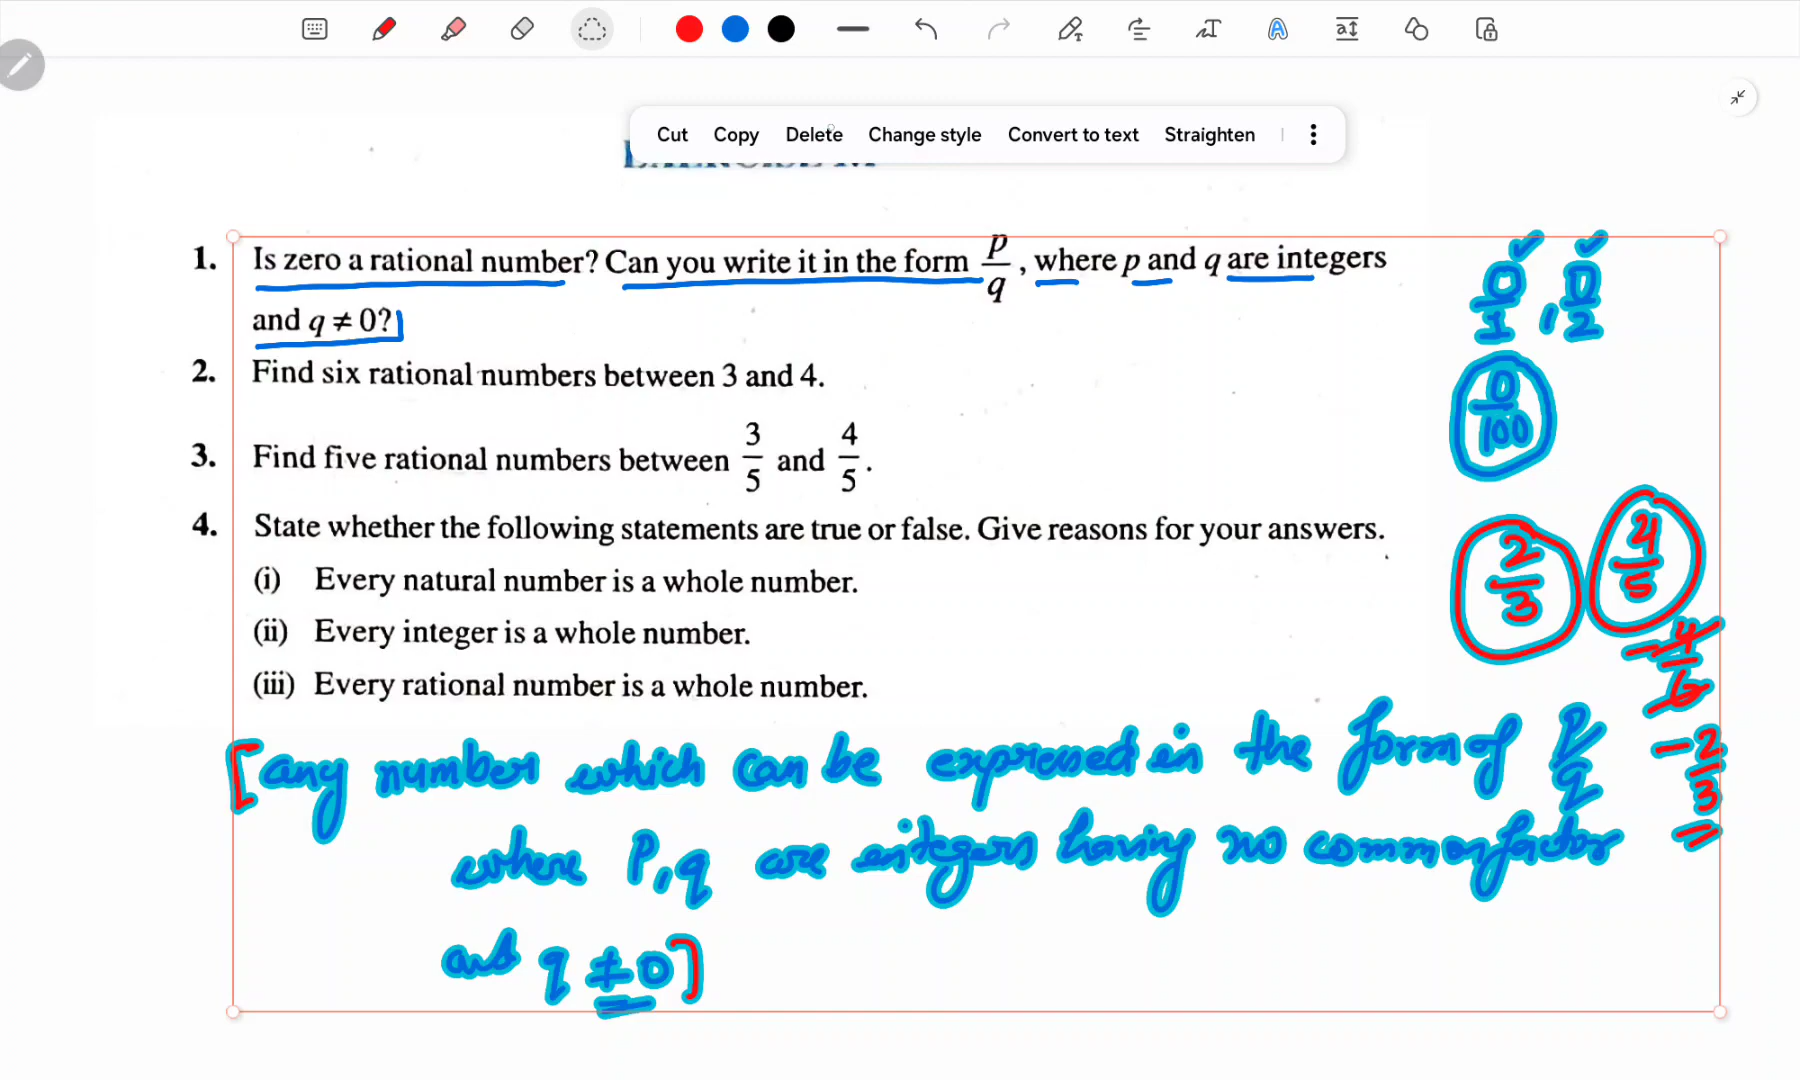 Cut Copy Delete Change style Convert to text Straighten
1. Is zero a rational number? Can you write it in the form p/q, where p and q are integers
and q ≠ 0?
0/1, 0/2
2. Find six rational numbers between 3 and 4.
0/100
3. Find five rational numbers between 3/5 and 4/5.
4. State whether the following statements are true or false. Give reasons for your answers.
2/3 4/5
(i) Every natural number is a whole number.
(ii) Every integer is a whole number.
- 4/6
(iii) Every rational number is a whole number.
- 2/3
[any number which can be expressed in the form of p/q
where P, q are integers having no common factor
and q ≠ 0]